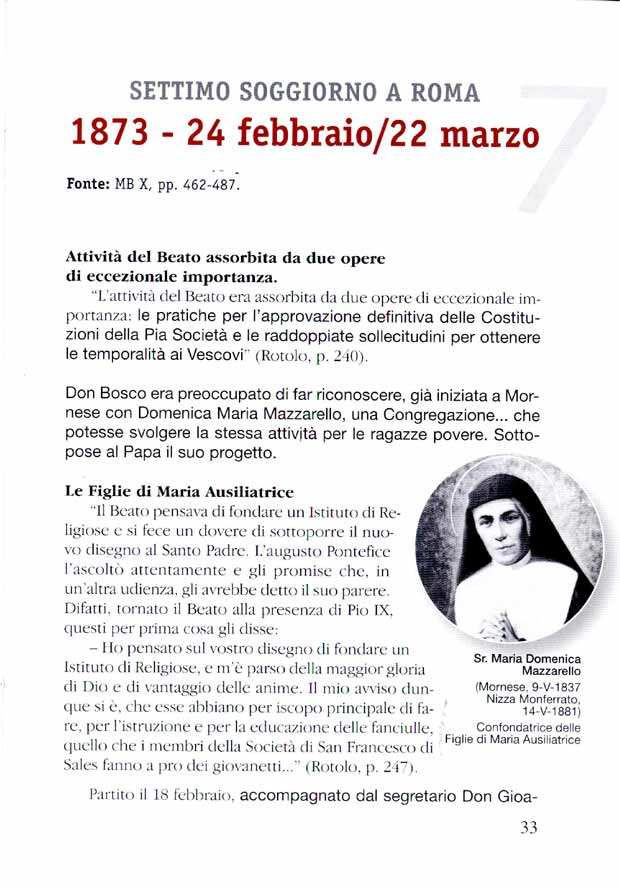 SETTIMO SOGGIORNO A ROMA
7
1873 - 24 febbraio/22 marzo
Fonte: MB X, pp. 462-487.
Attività del Beato assorbita da due opere
di eccezionale importanza.
“L'attività del Beato era assorbita da due opere di eccezionale im-
portanza: le pratiche per l'approvazione definitiva delle Costitu-
zioni della Pia Società e le raddoppiate sollecitudini per ottenere
le temporalità ai Vescovi” (Rotolo, p. 240).
Don Bosco era preoccupato di far riconoscere, già iniziata a Mor-
nese con Domenica Maria Mazzarello, una Congregazione... che
potesse svolgere la stessa attività per le ragazze povere. Sotto-
pose al Papa il suo progetto.
Le Figlie di Maria Ausiliatrice
“Il Beato pensava di fondare un Istituto di Re-
ligiose e si fece un dovere di sottoporre il nuo-
vo disegno al Santo Padre. L'augusto Pontefice
l'ascoltò attentamente e gli promise che, in
un'altra udienza, gli avrebbe detto il suo parere.
Difatti, tornato il Beato alla presenza di Pio IX,
questi per prima cosa gli disse:
– Ho pensato sul vostro disegno di fondare un
Istituto di Religiose, e m'è parso della maggior gloria
di Dio e di vantaggio delle anime. Il mio avviso dun-
que si è, che esse abbiano per iscopo principale di fa-
re, per l'istruzione e per la educazione delle fanciulle,
quello che i membri della Società di San Francesco di
Sales fanno a pro dei giovanetti...” (Rotolo, p. 247).
Sr. Maria Domenica
Mazzarello
(Mornese, 9-V-1837
Nizza Monferrato,
14-V-1881)
Confondatrice delle
Figlie di Maria Ausiliatrice
Partito il 18 febbraio, accompagnato dal segretario Don Gioa-
33